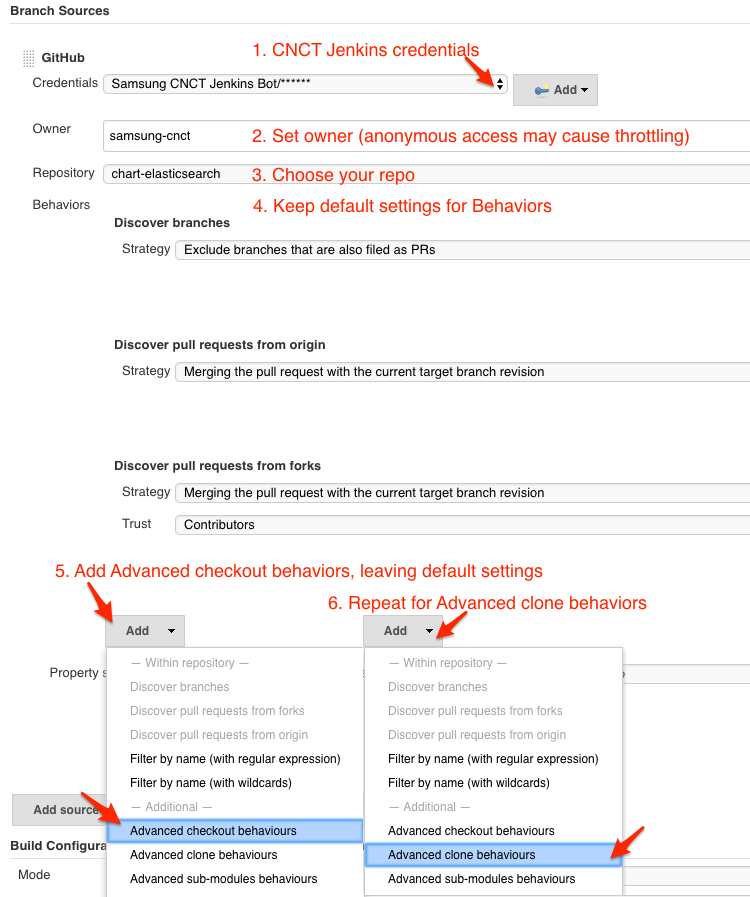 Branch Sources
GitHub
1. CNCT Jenkins credentials
Credentials Samsung CNCT Jenkins Bot/****** Add
Owner samsung-cnct 2. Set owner (anonymous access may cause throttling)
Repository chart-elasticsearch 3. Choose your repo
Behaviors 4. Keep default settings for Behaviors
Discover branches
Strategy Exclude branches that are also filed as PRs
Discover pull requests from origin
Strategy Merging the pull request with the current target branch revision
Discover pull requests from forks
Strategy Merging the pull request with the current target branch revision
Trust Contributors
5. Add Advanced checkout behaviors, leaving default settings
6. Repeat for Advanced clone behaviors
Add Add
— Within repository — — Within repository —
Property s
Discover branches Discover branches
Discover pull requests from forks Discover pull requests from forks
Discover pull requests from origin Discover pull requests from origin
Filter by name (with regular expression) Filter by name (with regular expression)
Filter by name (with wildcards) Filter by name (with wildcards)
Add source
— Additional — — Additional —
Advanced checkout behaviours Advanced checkout behaviours
Build Configura
Advanced clone behaviours Advanced clone behaviours
Mode
Advanced sub-modules behaviours Advanced sub-modules behaviours